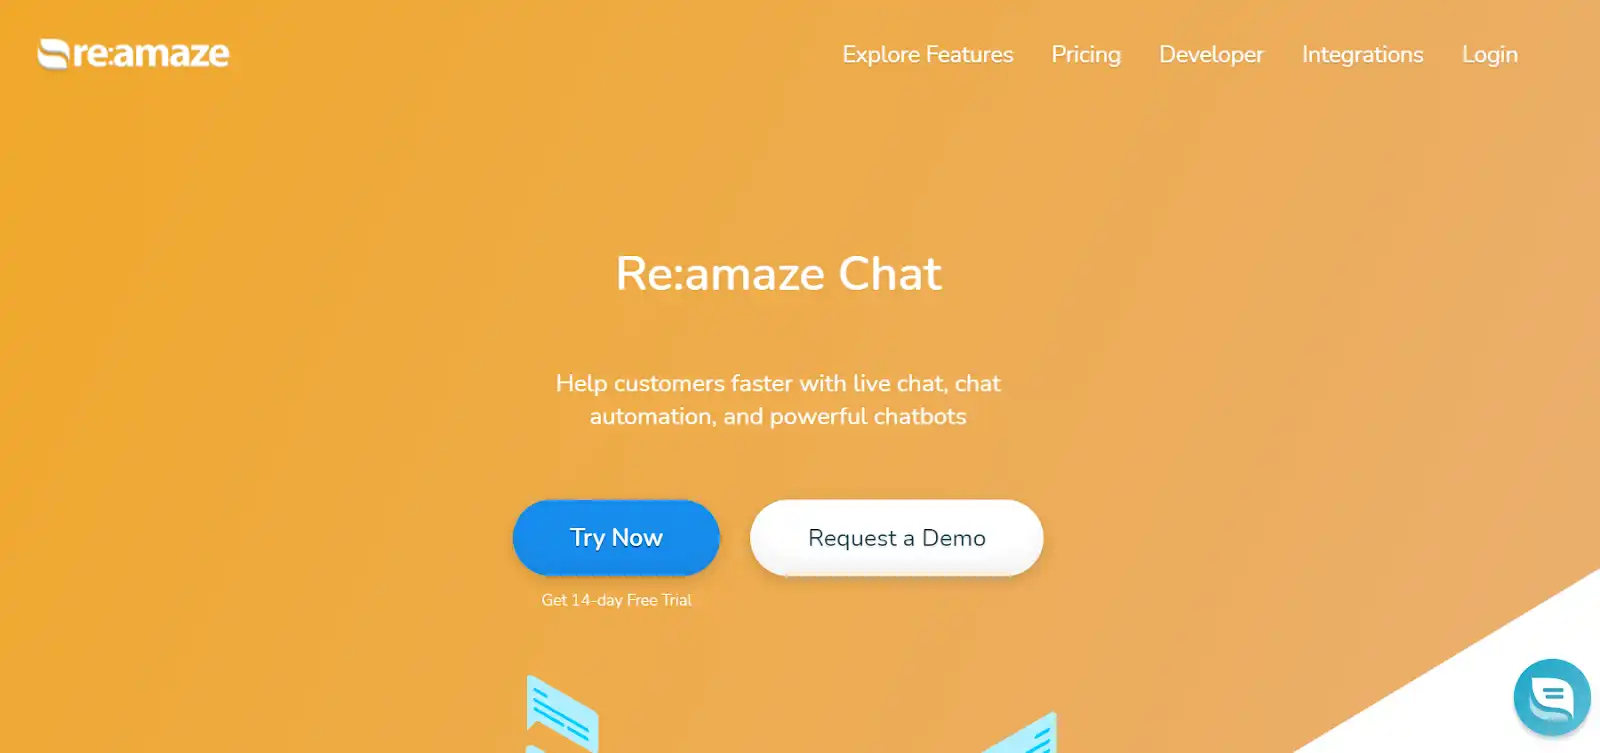 re:amaze
Explore Features
Pricing
Developer
Integrations
Login
Re:amaze Chat
Help customers faster with live chat, chat
automation, and powerful chatbots
Try Now
Request a Demo
Get 14-day Free Trial